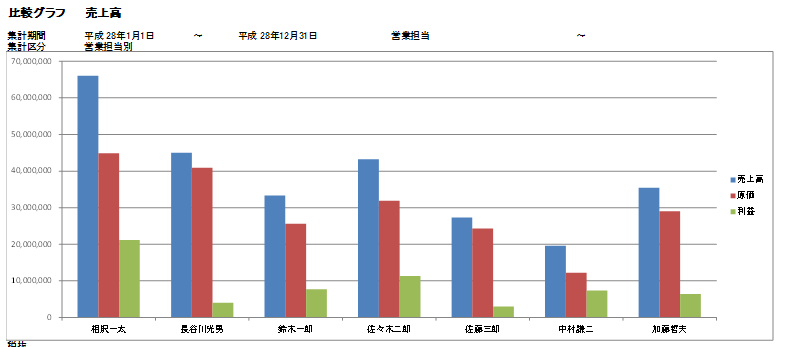 比較グラフ 売上高
集計期間 平成 28年1月1日 ～ 平成 28年12月31日 営業担当 ～
集計区分 営業担当別
70,000,000
60,000,000
50,000,000
40,000,000
30,000,000
20,000,000
10,000,000
0
相沢一太 長谷川光男 鈴木一郎 佐々木二郎 佐藤三郎 中村謙二 加藤哲夫
売上高
原価
利益